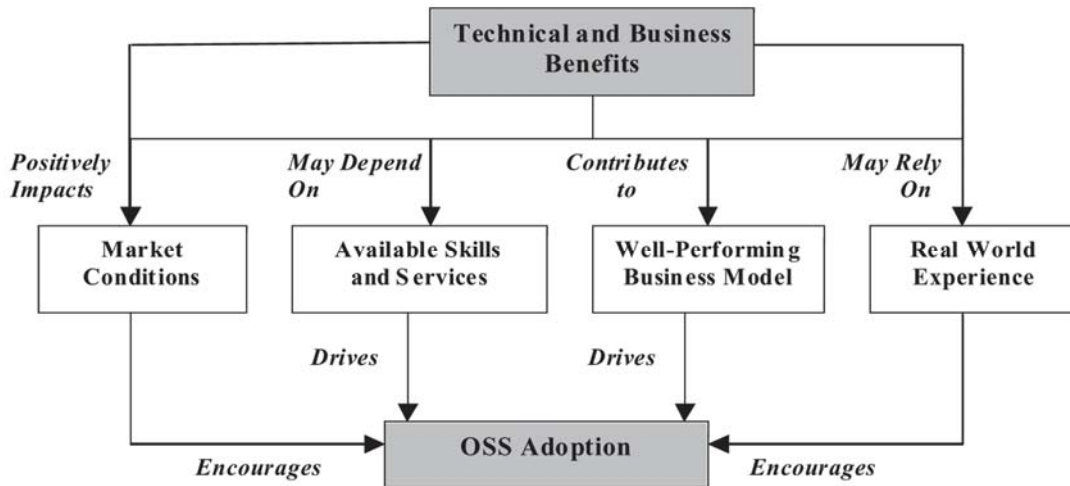 Technical and Business
Benefits
Positively
Impacts
May Depend
On
Contributes
to
May Rely
On
Market
Conditions
Available Skills
and Services
Well-Performing
Business Model
Real World
Experience
Drives
Drives
OSS Adoption
Encourages
Encourages